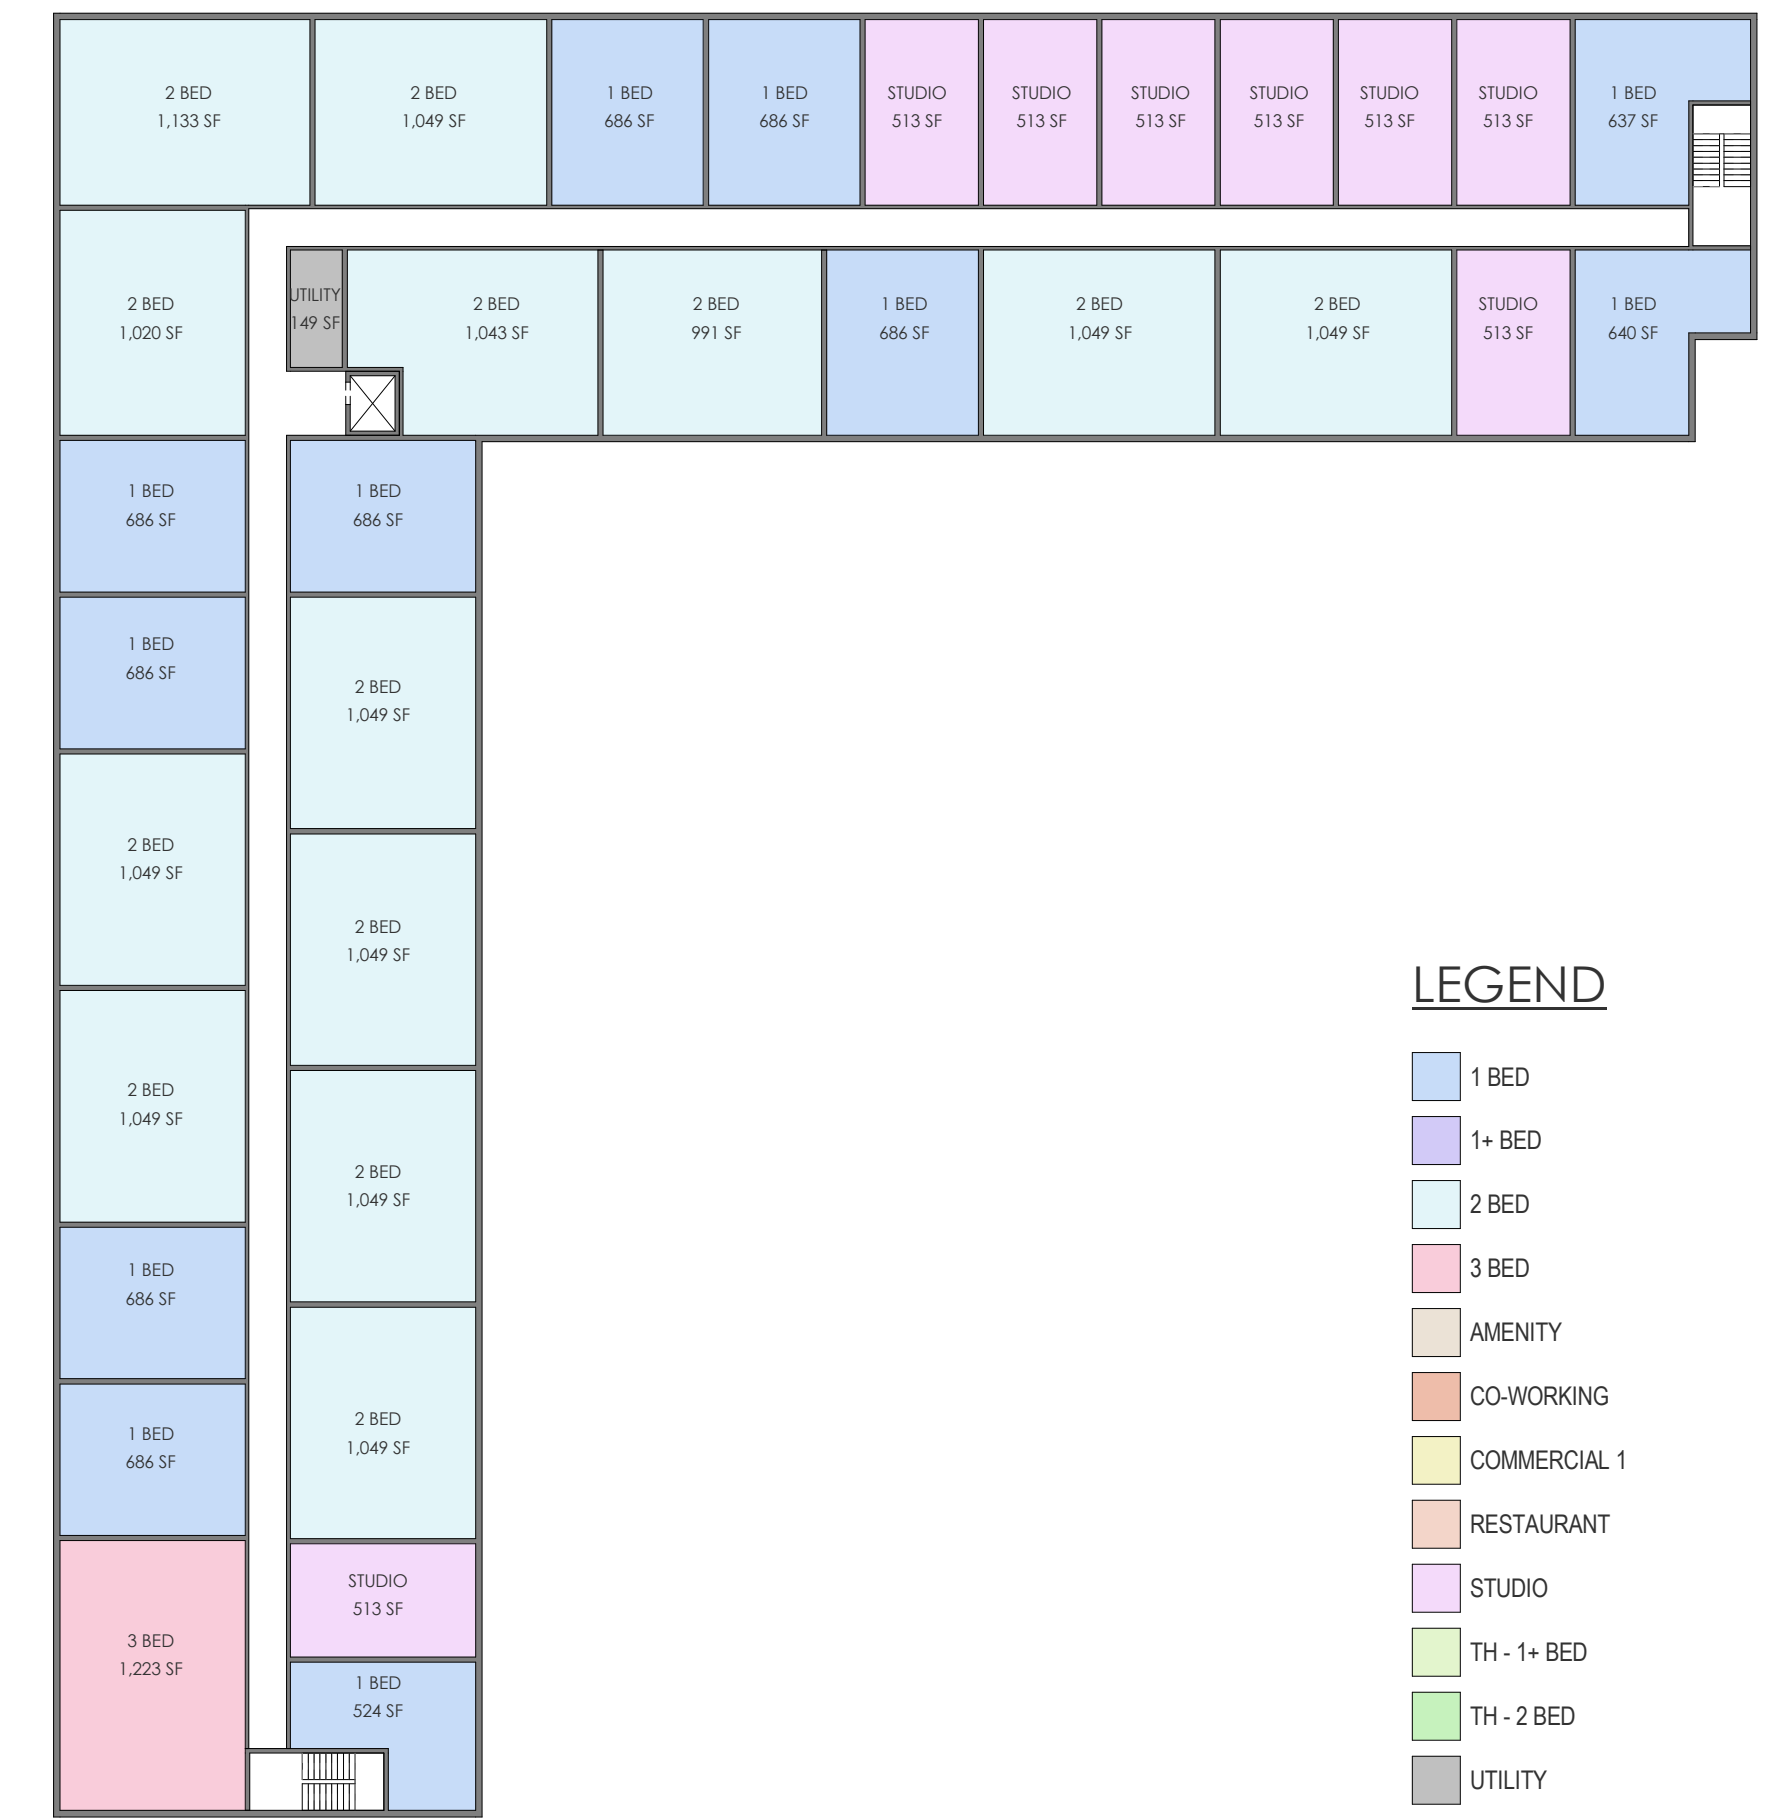 2 BED
1,133 SF
2 BED
1,049 SF
1 BED
686 SF
1 BED
686 SF
STUDIO
513 SF
STUDIO
513 SF
STUDIO
513 SF
STUDIO
513 SF
STUDIO
513 SF
STUDIO
513 SF
1 BED
637 SF
2 BED
1,020 SF
UTILITY
149 SF
2 BED
1,043 SF
2 BED
991 SF
1 BED
686 SF
2 BED
1,049 SF
2 BED
1,049 SF
STUDIO
513 SF
1 BED
640 SF
1 BED
686 SF
1 BED
686 SF
1 BED
686 SF
2 BED
1,049 SF
2 BED
1,049 SF
2 BED
1,049 SF
2 BED
1,049 SF
2 BED
1,049 SF
1 BED
686 SF
2 BED
1,049 SF
1 BED
686 SF
STUDIO
513 SF
3 BED
1,223 SF
1 BED
524 SF
LEGEND
1 BED
1+ BED
2 BED
3 BED
AMENITY
CO-WORKING
COMMERCIAL 1
RESTAURANT
STUDIO
TH - 1+ BED
TH - 2 BED
UTILITY